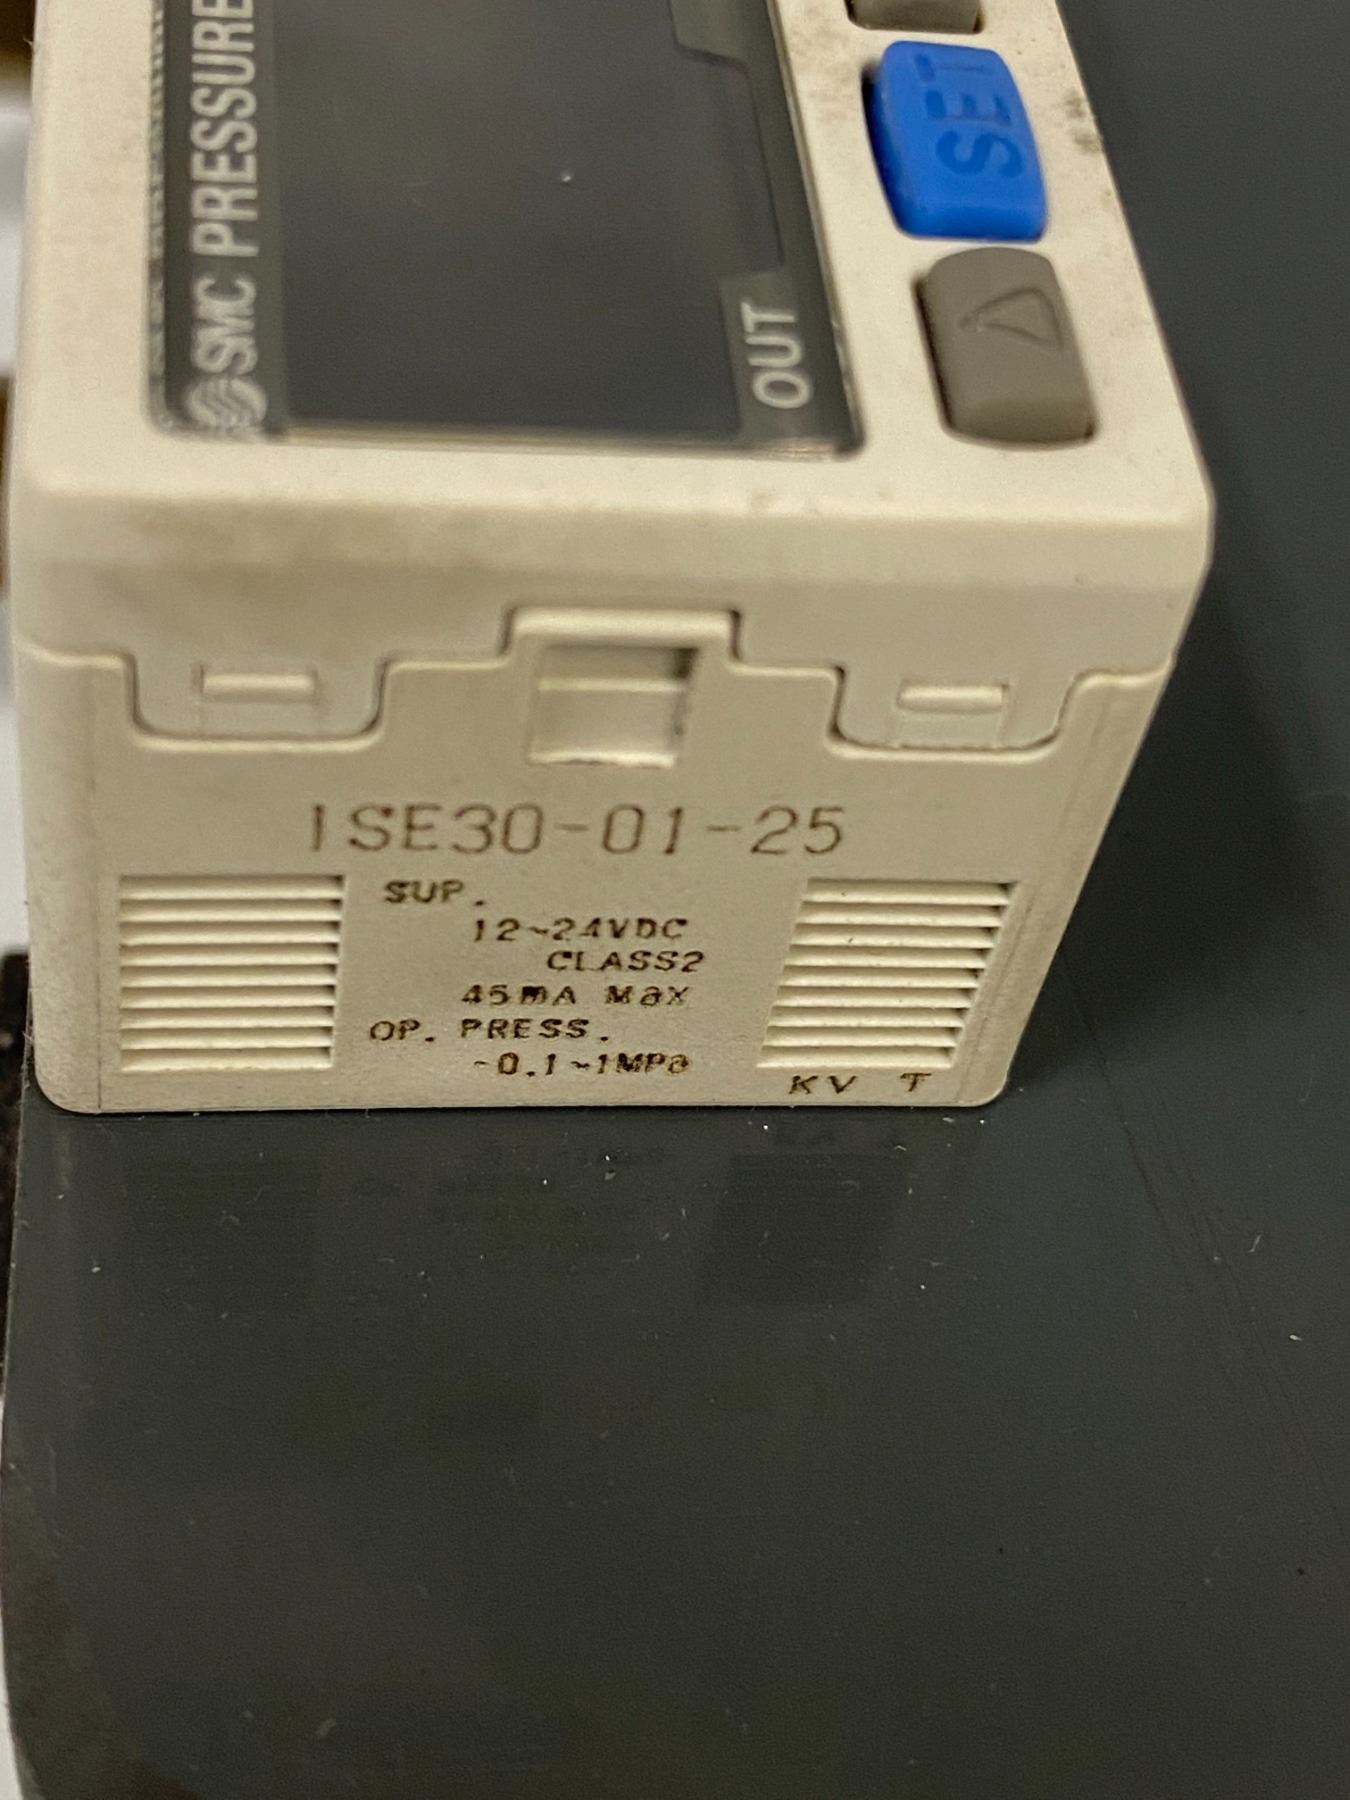 SMC PRESSURE
OUT
SET
ISE30-01-25
SUP.
12~24VDC
CLASS2
45mA Max
OP. PRESS.
-0.1~1MPa
KV T